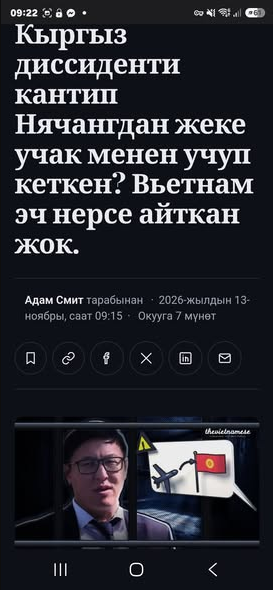 09:22
61
Кыргыз
диссиденти
кантип
Нячангдан жеке
учак менен учуп
кеткен? Вьетнам
эч нерсе айткан
жок.
Адам Смит тарабынан · 2026-жылдын 13-
ноябры, саат 09:15 · Окууга 7 мүнөт
thevietnamese